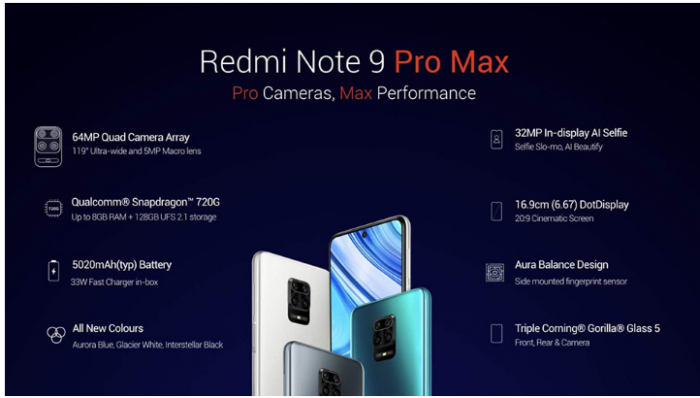 Redmi Note 9 Pro Max
Pro Cameras, Max Performance
64MP Quad Camera Array
119° Ultra-wide and 5MP Macro lens
Qualcomm® Snapdragon™ 720G
Up to 8GB RAM + 128GB UFS 2.1 storage
5020mAh(typ) Battery
33W Fast Charger in-box
All New Colours
Aurora Blue, Glacier White, Interstellar Black
32MP In-display AI Selfie
Selfie Slo-mo, AI Beautify
16.9cm (6.67) DotDisplay
20:9 Cinematic Screen
Aura Balance Design
Side mounted fingerprint sensor
Triple Corning® Gorilla® Glass 5
Front, Rear & Camera